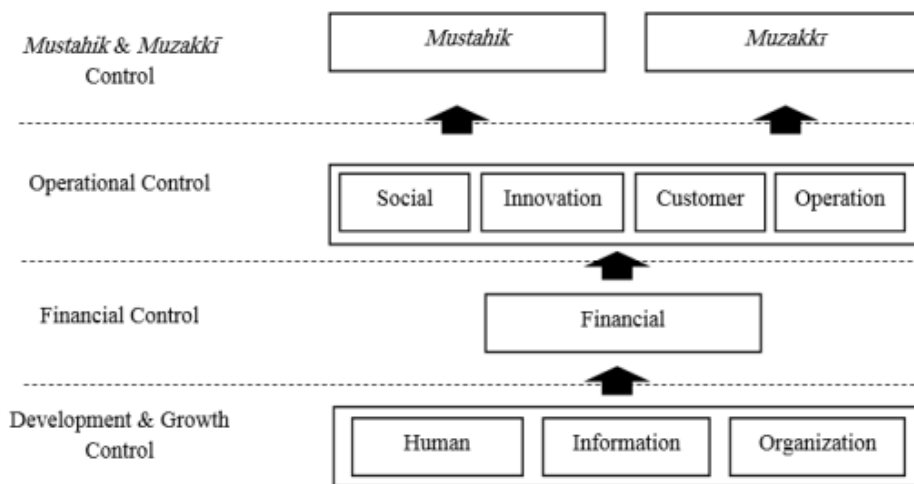 Mustahik & Muzakkī
Control
Mustahik
Muzakkī
Operational Control
Social
Innovation
Customer
Operation
Financial Control
Financial
Development & Growth
Control
Human
Information
Organization